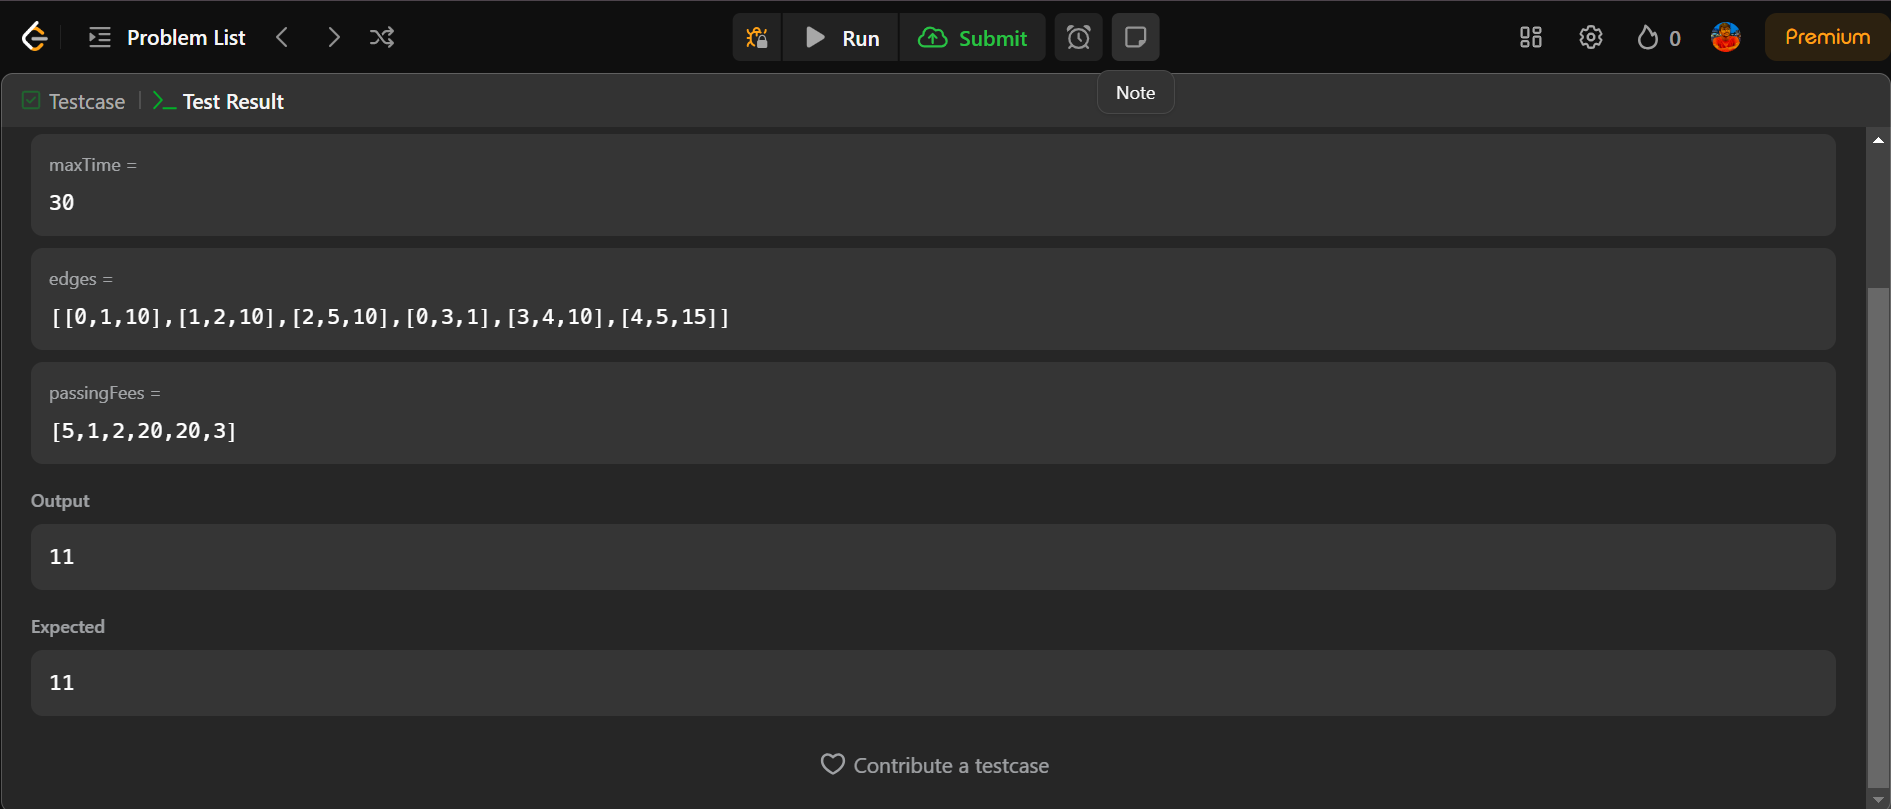 Problem List
Run
Submit
0
Premium
Testcase
Test Result
Note
maxTime =
30
edges =
[[0,1,10],[1,2,10],[2,5,10],[0,3,1],[3,4,10],[4,5,15]]
passingFees =
[5,1,2,20,20,3]
Output
11
Expected
11
Contribute a testcase